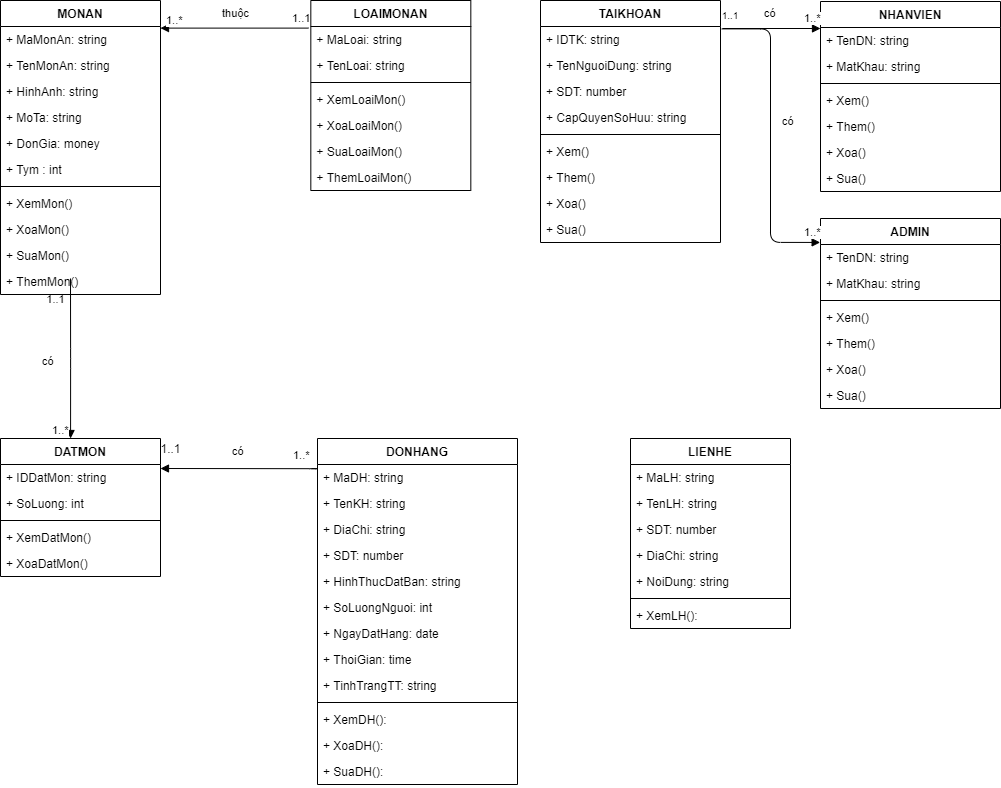 MONAN
+ MaMonAn: string
+ TenMonAn: string
+ HinhAnh: string
+ MoTa: string
+ DonGia: money
+ Tym : int
+ XemMon()
+ XoaMon()
+ SuaMon()
+ ThemMon()
1..*
thuộc
1..1
LOAIMONAN
+ MaLoai: string
+ TenLoai: string
+ XemLoaiMon()
+ XoaLoaiMon()
+ SuaLoaiMon()
+ ThemLoaiMon()
TAIKHOAN
+ IDTK: string
+ TenNguoiDung: string
+ SDT: number
+ CapQuyenSoHuu: string
+ Xem()
+ Them()
+ Xoa()
+ Sua()
1..1
có
1..*
có
1..*
NHANVIEN
+ TenDN: string
+ MatKhau: string
+ Xem()
+ Them()
+ Xoa()
+ Sua()
ADMIN
+ TenDN: string
+ MatKhau: string
+ Xem()
+ Them()
+ Xoa()
+ Sua()
1..1
có
1..*
DATMON
+ IDDatMon: string
+ SoLuong: int
+ XemDatMon()
+ XoaDatMon()
1..1
có
1..*
DONHANG
+ MaDH: string
+ TenKH: string
+ DiaChi: string
+ SDT: number
+ HinhThucDatBan: string
+ SoLuongNguoi: int
+ NgayDatHang: date
+ ThoiGian: time
+ TinhTrangTT: string
+ XemDH():
+ XoaDH():
+ SuaDH():
LIENHE
+ MaLH: string
+ TenLH: string
+ SDT: number
+ DiaChi: string
+ NoiDung: string
+ XemLH():